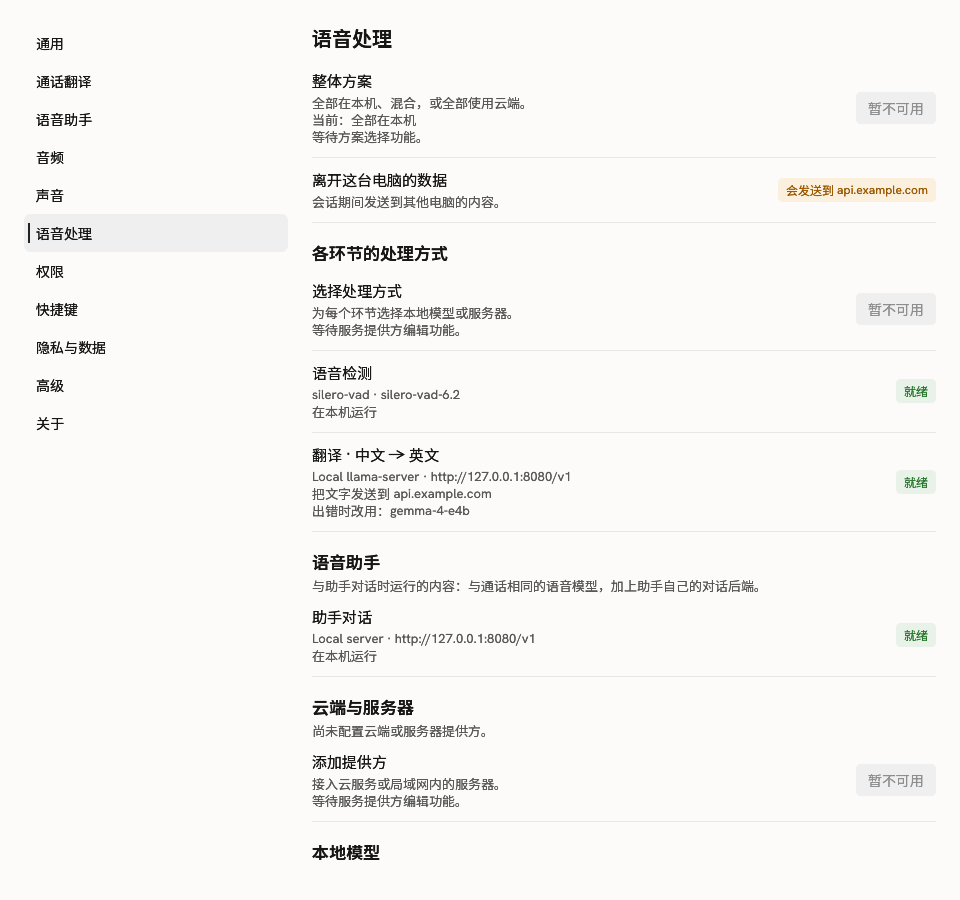 通用
通话翻译
语音助手
音频
声音
语音处理
权限
快捷键
隐私与数据
高级
关于
语音处理
整体方案
全部在本机、混合，或全部使用云端。
当前：全部在本机
等待方案选择功能。
暂不可用
离开这台电脑的数据
会话期间发送到其他电脑的内容。
会发送到 api.example.com
各环节的处理方式
选择处理方式
为每个环节选择本地模型或服务器。
等待服务提供方编辑功能。
暂不可用
语音检测
silero-vad · silero-vad-6.2
在本机运行
就绪
翻译 · 中文 → 英文
Local llama-server · http://127.0.0.1:8080/v1
把文字发送到 api.example.com
出错时改用：gemma-4-e4b
就绪
语音助手
与助手对话时运行的内容：与通话相同的语音模型，加上助手自己的对话后端。
助手对话
Local server · http://127.0.0.1:8080/v1
在本机运行
就绪
云端与服务器
尚未配置云端或服务器提供方。
添加提供方
接入云服务或局域网内的服务器。
等待服务提供方编辑功能。
暂不可用
本地模型